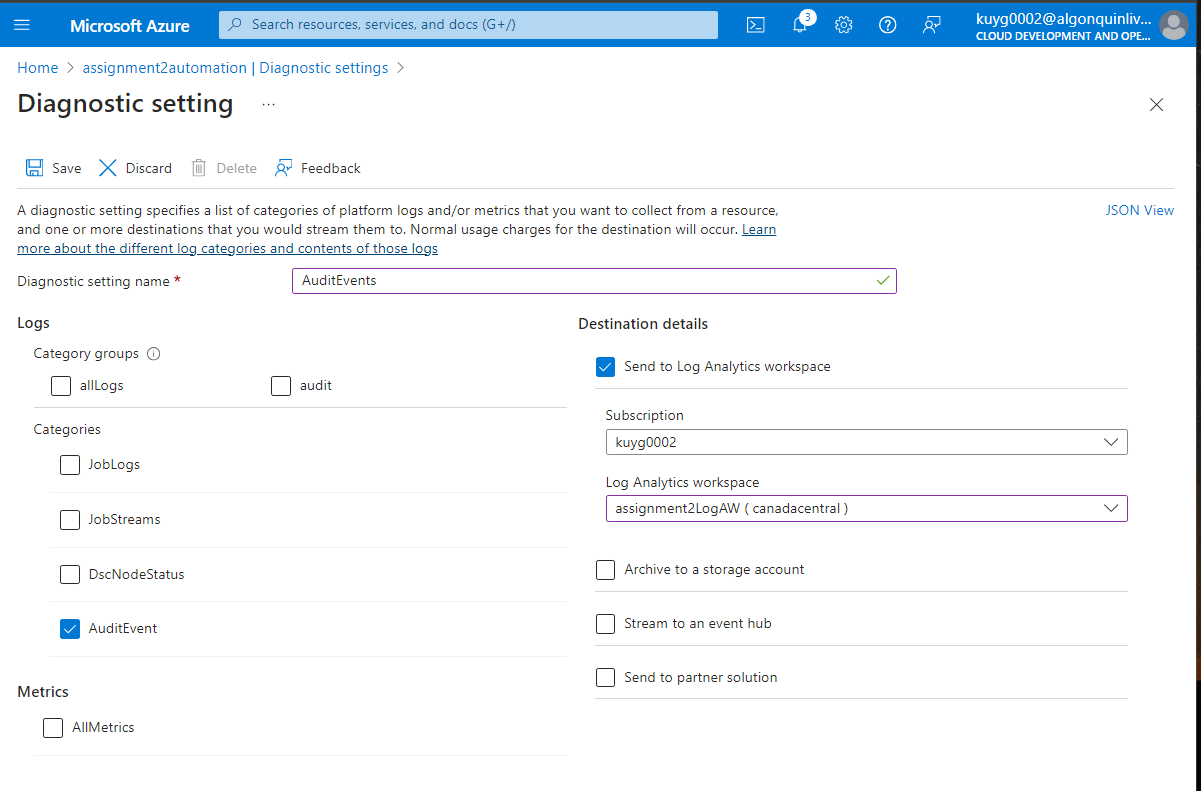 Microsoft Azure
Search resources, services, and docs (G+/)
3
kuyg0002@algonquinliv...
CLOUD DEVELOPMENT AND OPE...
Home > assignment2automation | Diagnostic settings >
Diagnostic setting ...
Save Discard Delete Feedback
A diagnostic setting specifies a list of categories of platform logs and/or metrics that you want to collect from a resource,
and one or more destinations that you would stream them to. Normal usage charges for the destination will occur. Learn
more about the different log categories and contents of those logs
JSON View
Diagnostic setting name *
AuditEvents
Logs
Category groups
allLogs
audit
Categories
JobLogs
JobStreams
DscNodeStatus
AuditEvent
Metrics
AllMetrics
Destination details
Send to Log Analytics workspace
Subscription
kuyg0002
Log Analytics workspace
assignment2LogAW ( canadacentral )
Archive to a storage account
Stream to an event hub
Send to partner solution